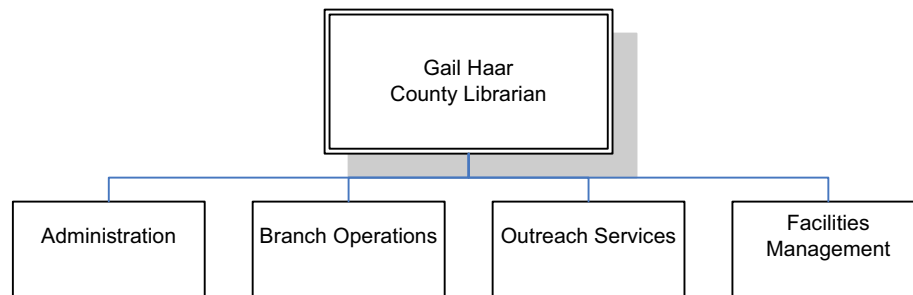 Gail Haar
County Librarian
Administration
Branch Operations
Outreach Services
Facilities
Management